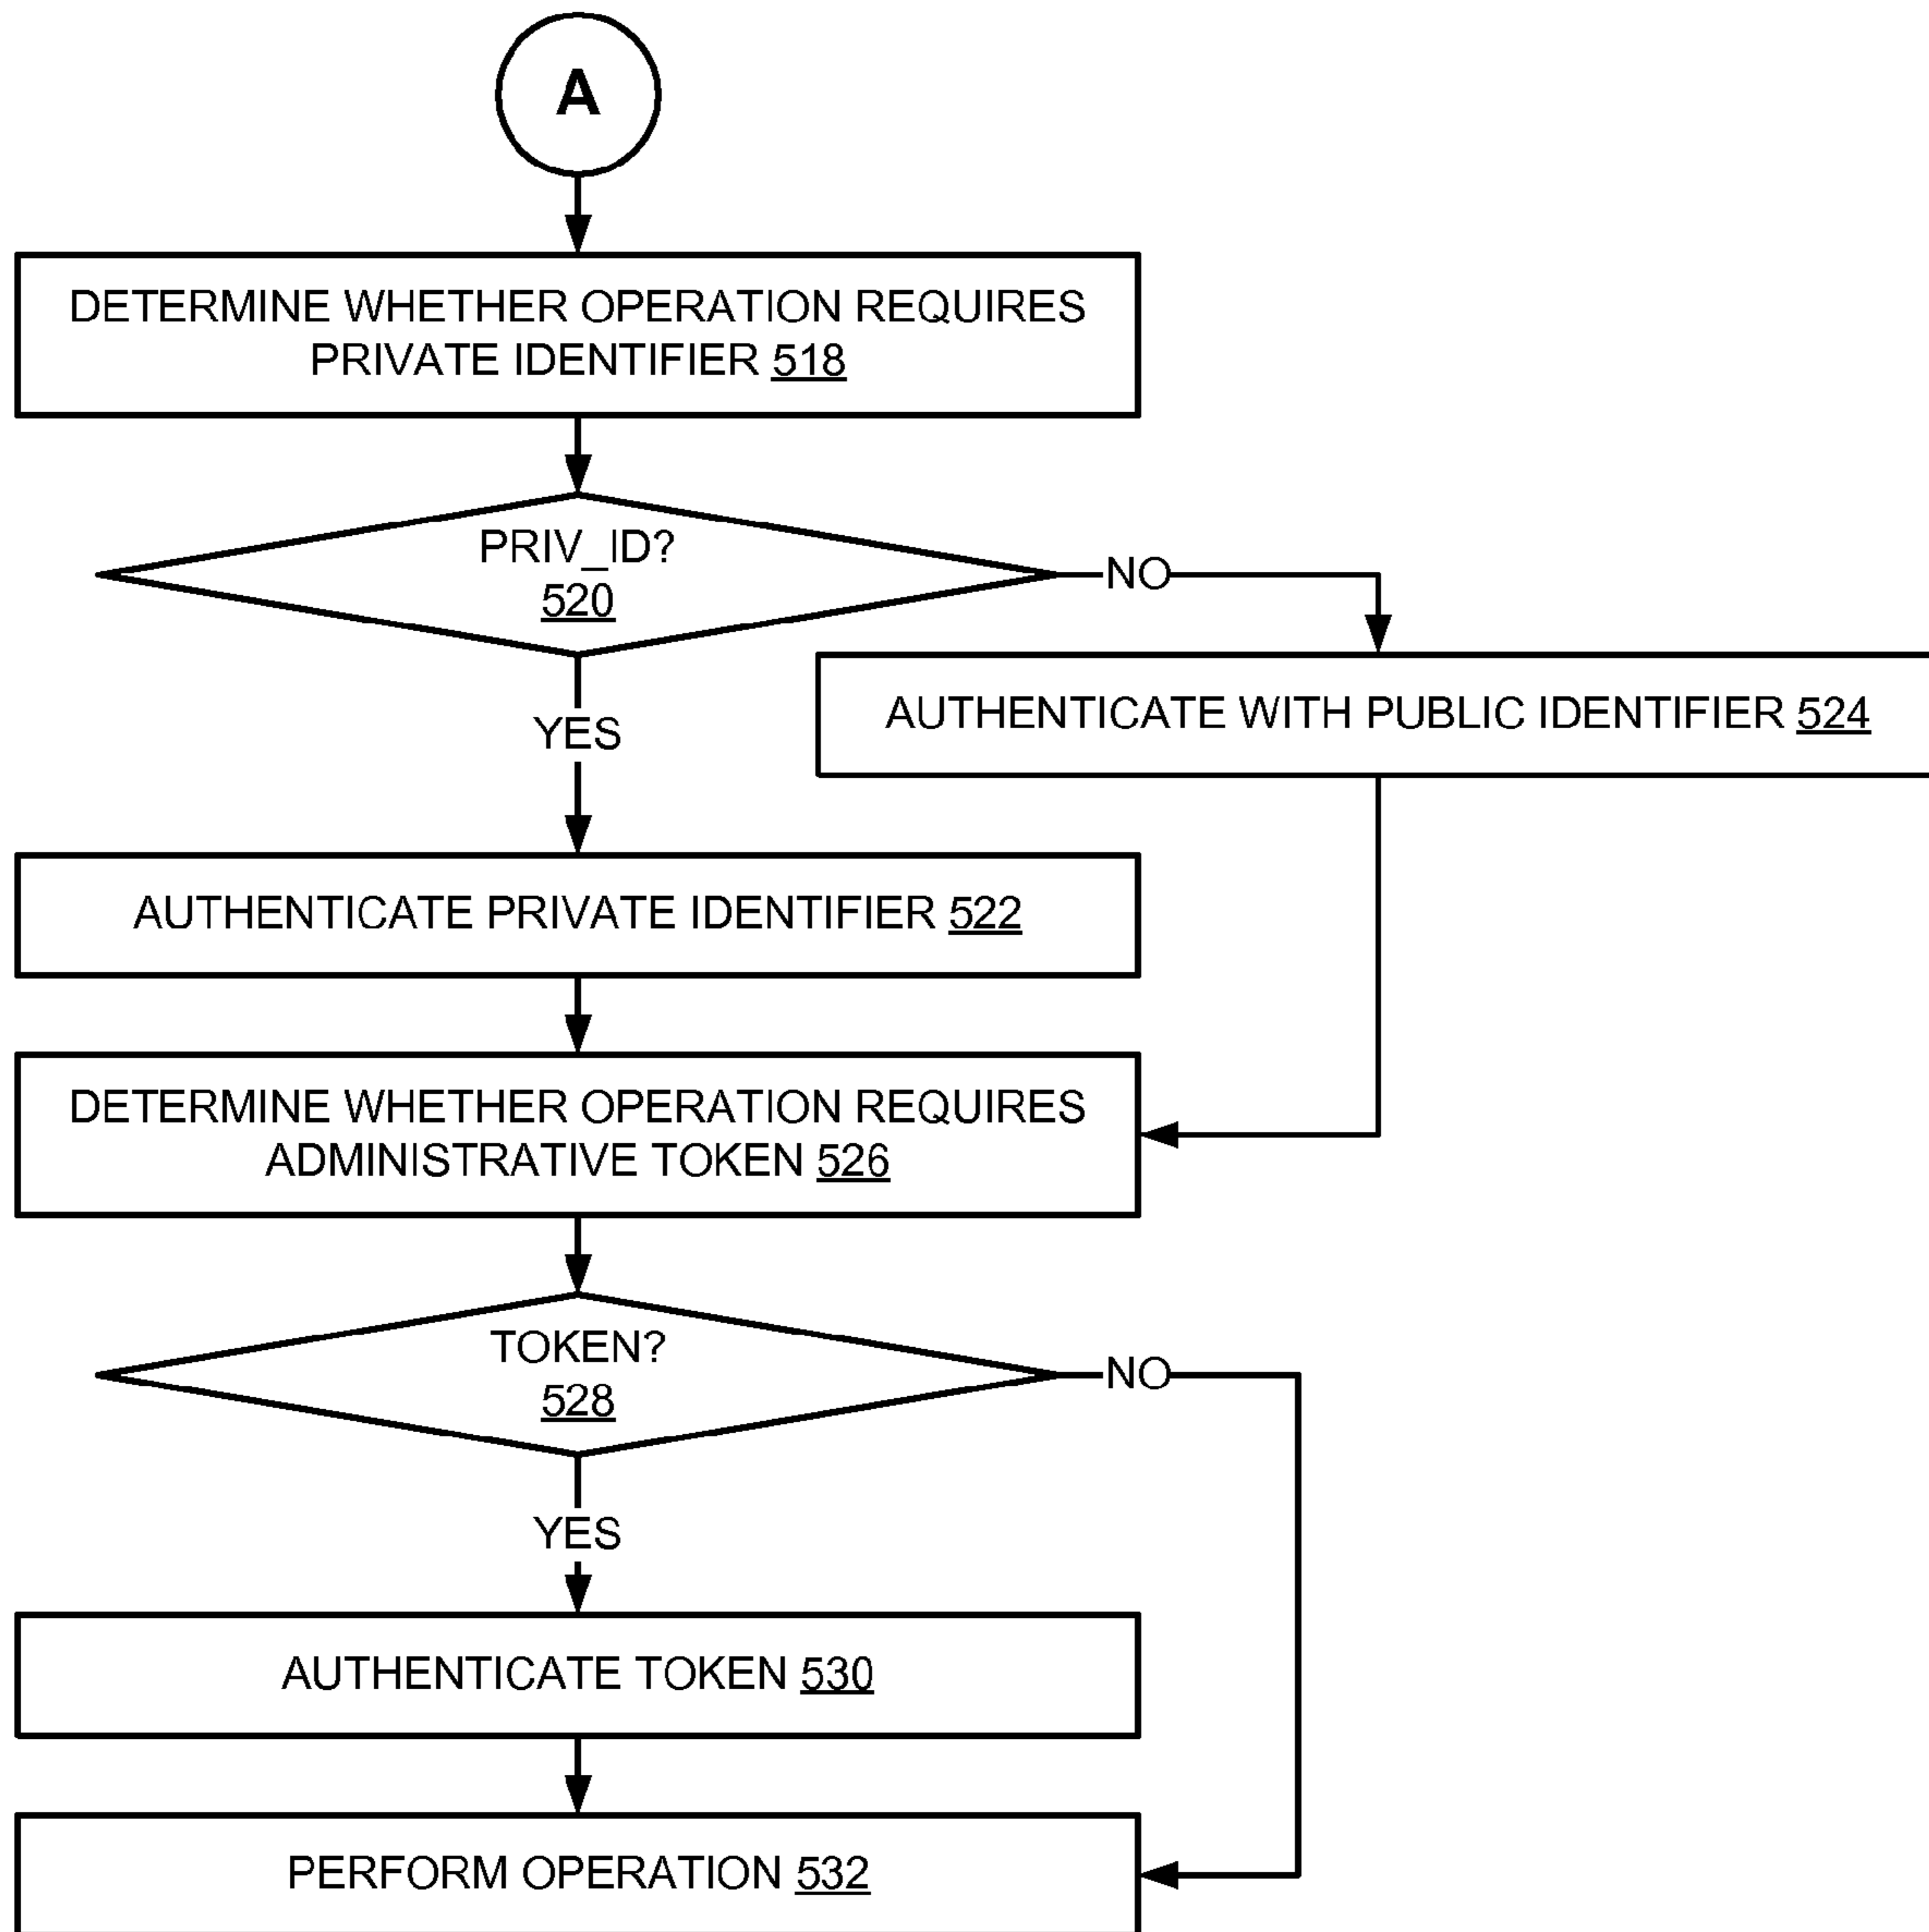 A
DETERMINE WHETHER OPERATION REQUIRES
PRIVATE IDENTIFIER 518
PRIV_ID?
520
NO
AUTHENTICATE WITH PUBLIC IDENTIFIER 524
YES
AUTHENTICATE PRIVATE IDENTIFIER 522
DETERMINE WHETHER OPERATION REQUIRES
ADMINISTRATIVE TOKEN 526
TOKEN?
528
NO
YES
AUTHENTICATE TOKEN 530
PERFORM OPERATION 532